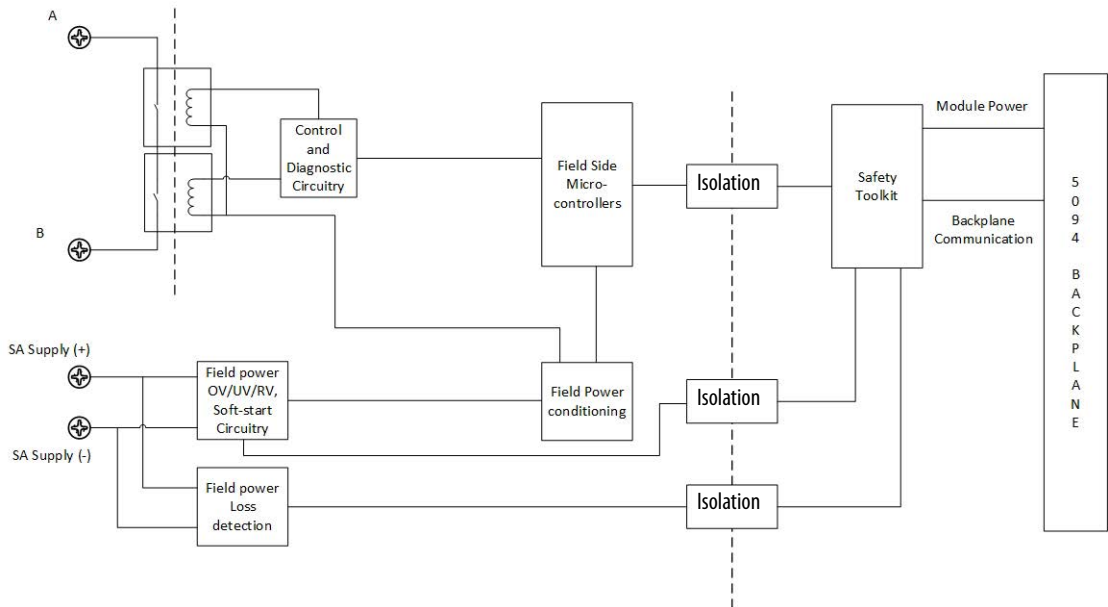 A
B
Control
and
Diagnostic
Circuitry
Field Side
Micro-
controllers
Isolation
Safety
Toolkit
Module Power
Backplane
Communication
5
0
9
4
B
A
C
K
P
L
A
N
E
SA Supply (+)
SA Supply (-)
Field power
OV/UV/RV,
Soft-start
Circuitry
Field Power
conditioning
Isolation
Field power
Loss
detection
Isolation